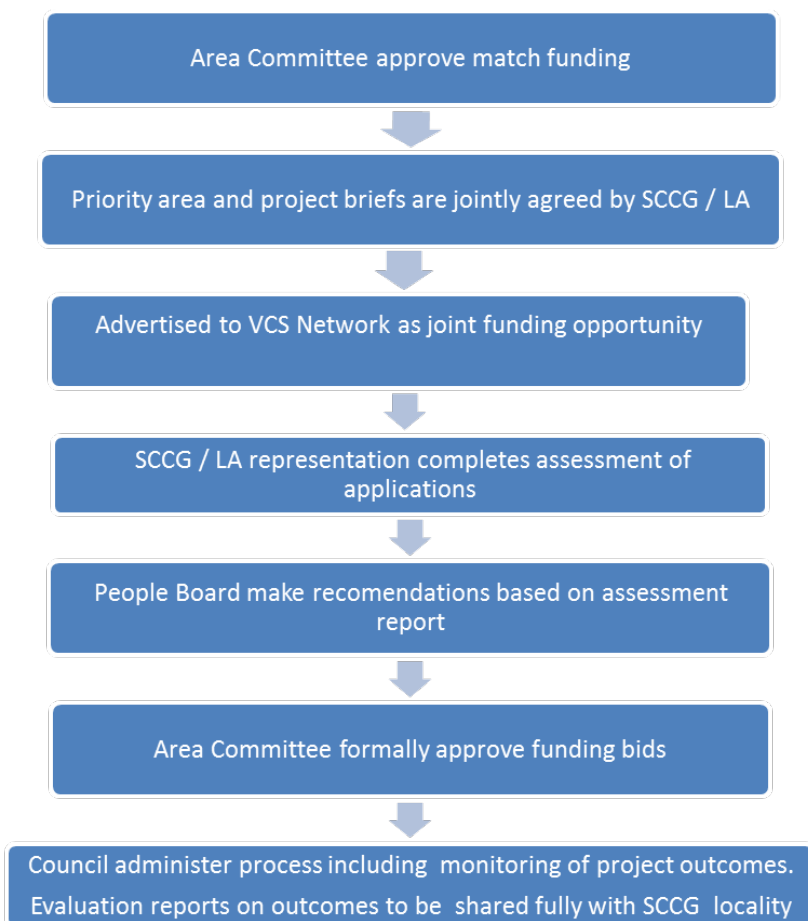 Area Committee approve match funding
Priority area and project briefs are jointly agreed by SCCG / LA
Advertised to VCS Network as joint funding opportunity
SCCG / LA representation completes assessment of
applications
People Board make recomendations based on assessment
report
Area Committee formally approve funding bids
Council administer process including monitoring of project outcomes.
Evaluation reports on outcomes to be shared fully with SCCG locality